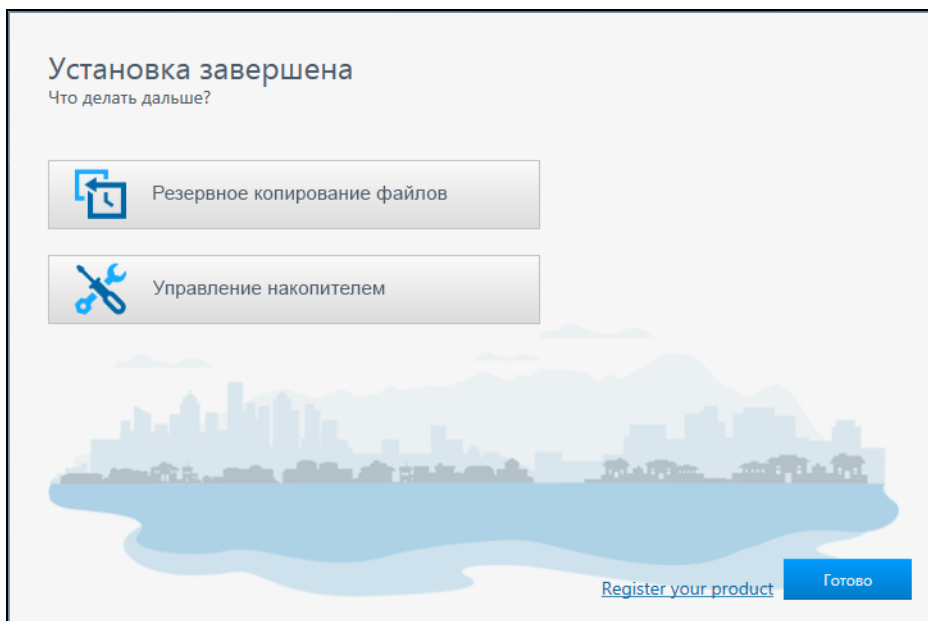 Установка завершена
Что делать дальше?
Резервное копирование файлов
Управление накопителем
Register your product
Готово